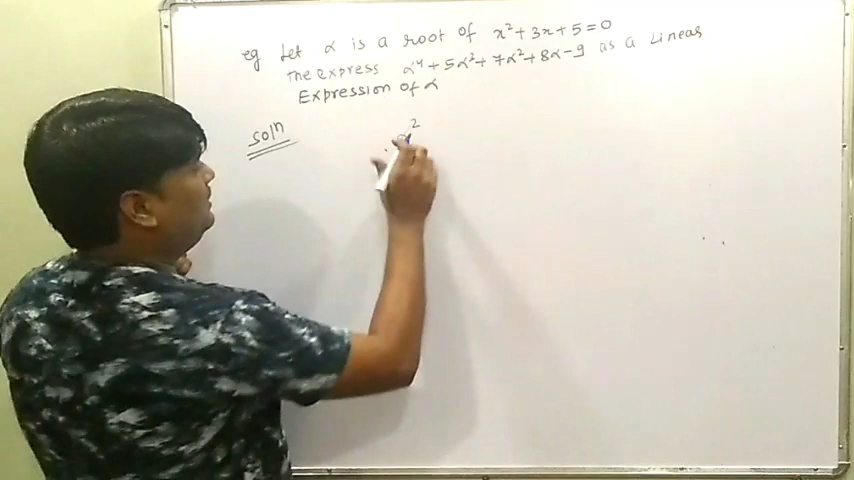 eg Let α is a root of x² + 3x + 5 = 0
The express α⁴ + 5α³ + 7α² + 8α - 9 as a Linear
Expression of α
Solⁿ
α²